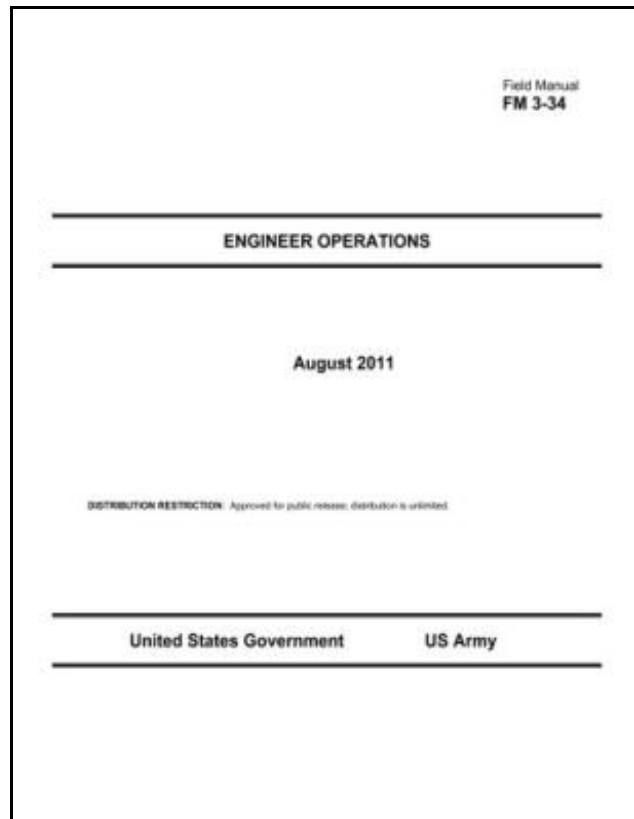 Field Manual
FM 3-34
ENGINEER OPERATIONS
August 2011
DISTRIBUTION RESTRICTION: Approved for public release; distribution is unlimited.
United States Government US Army